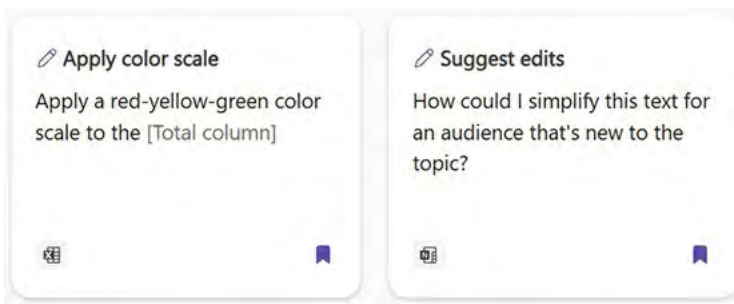 Apply color scale
Apply a red-yellow-green color
scale to the [Total column]
Suggest edits
How could I simplify this text for
an audience that's new to the
topic?